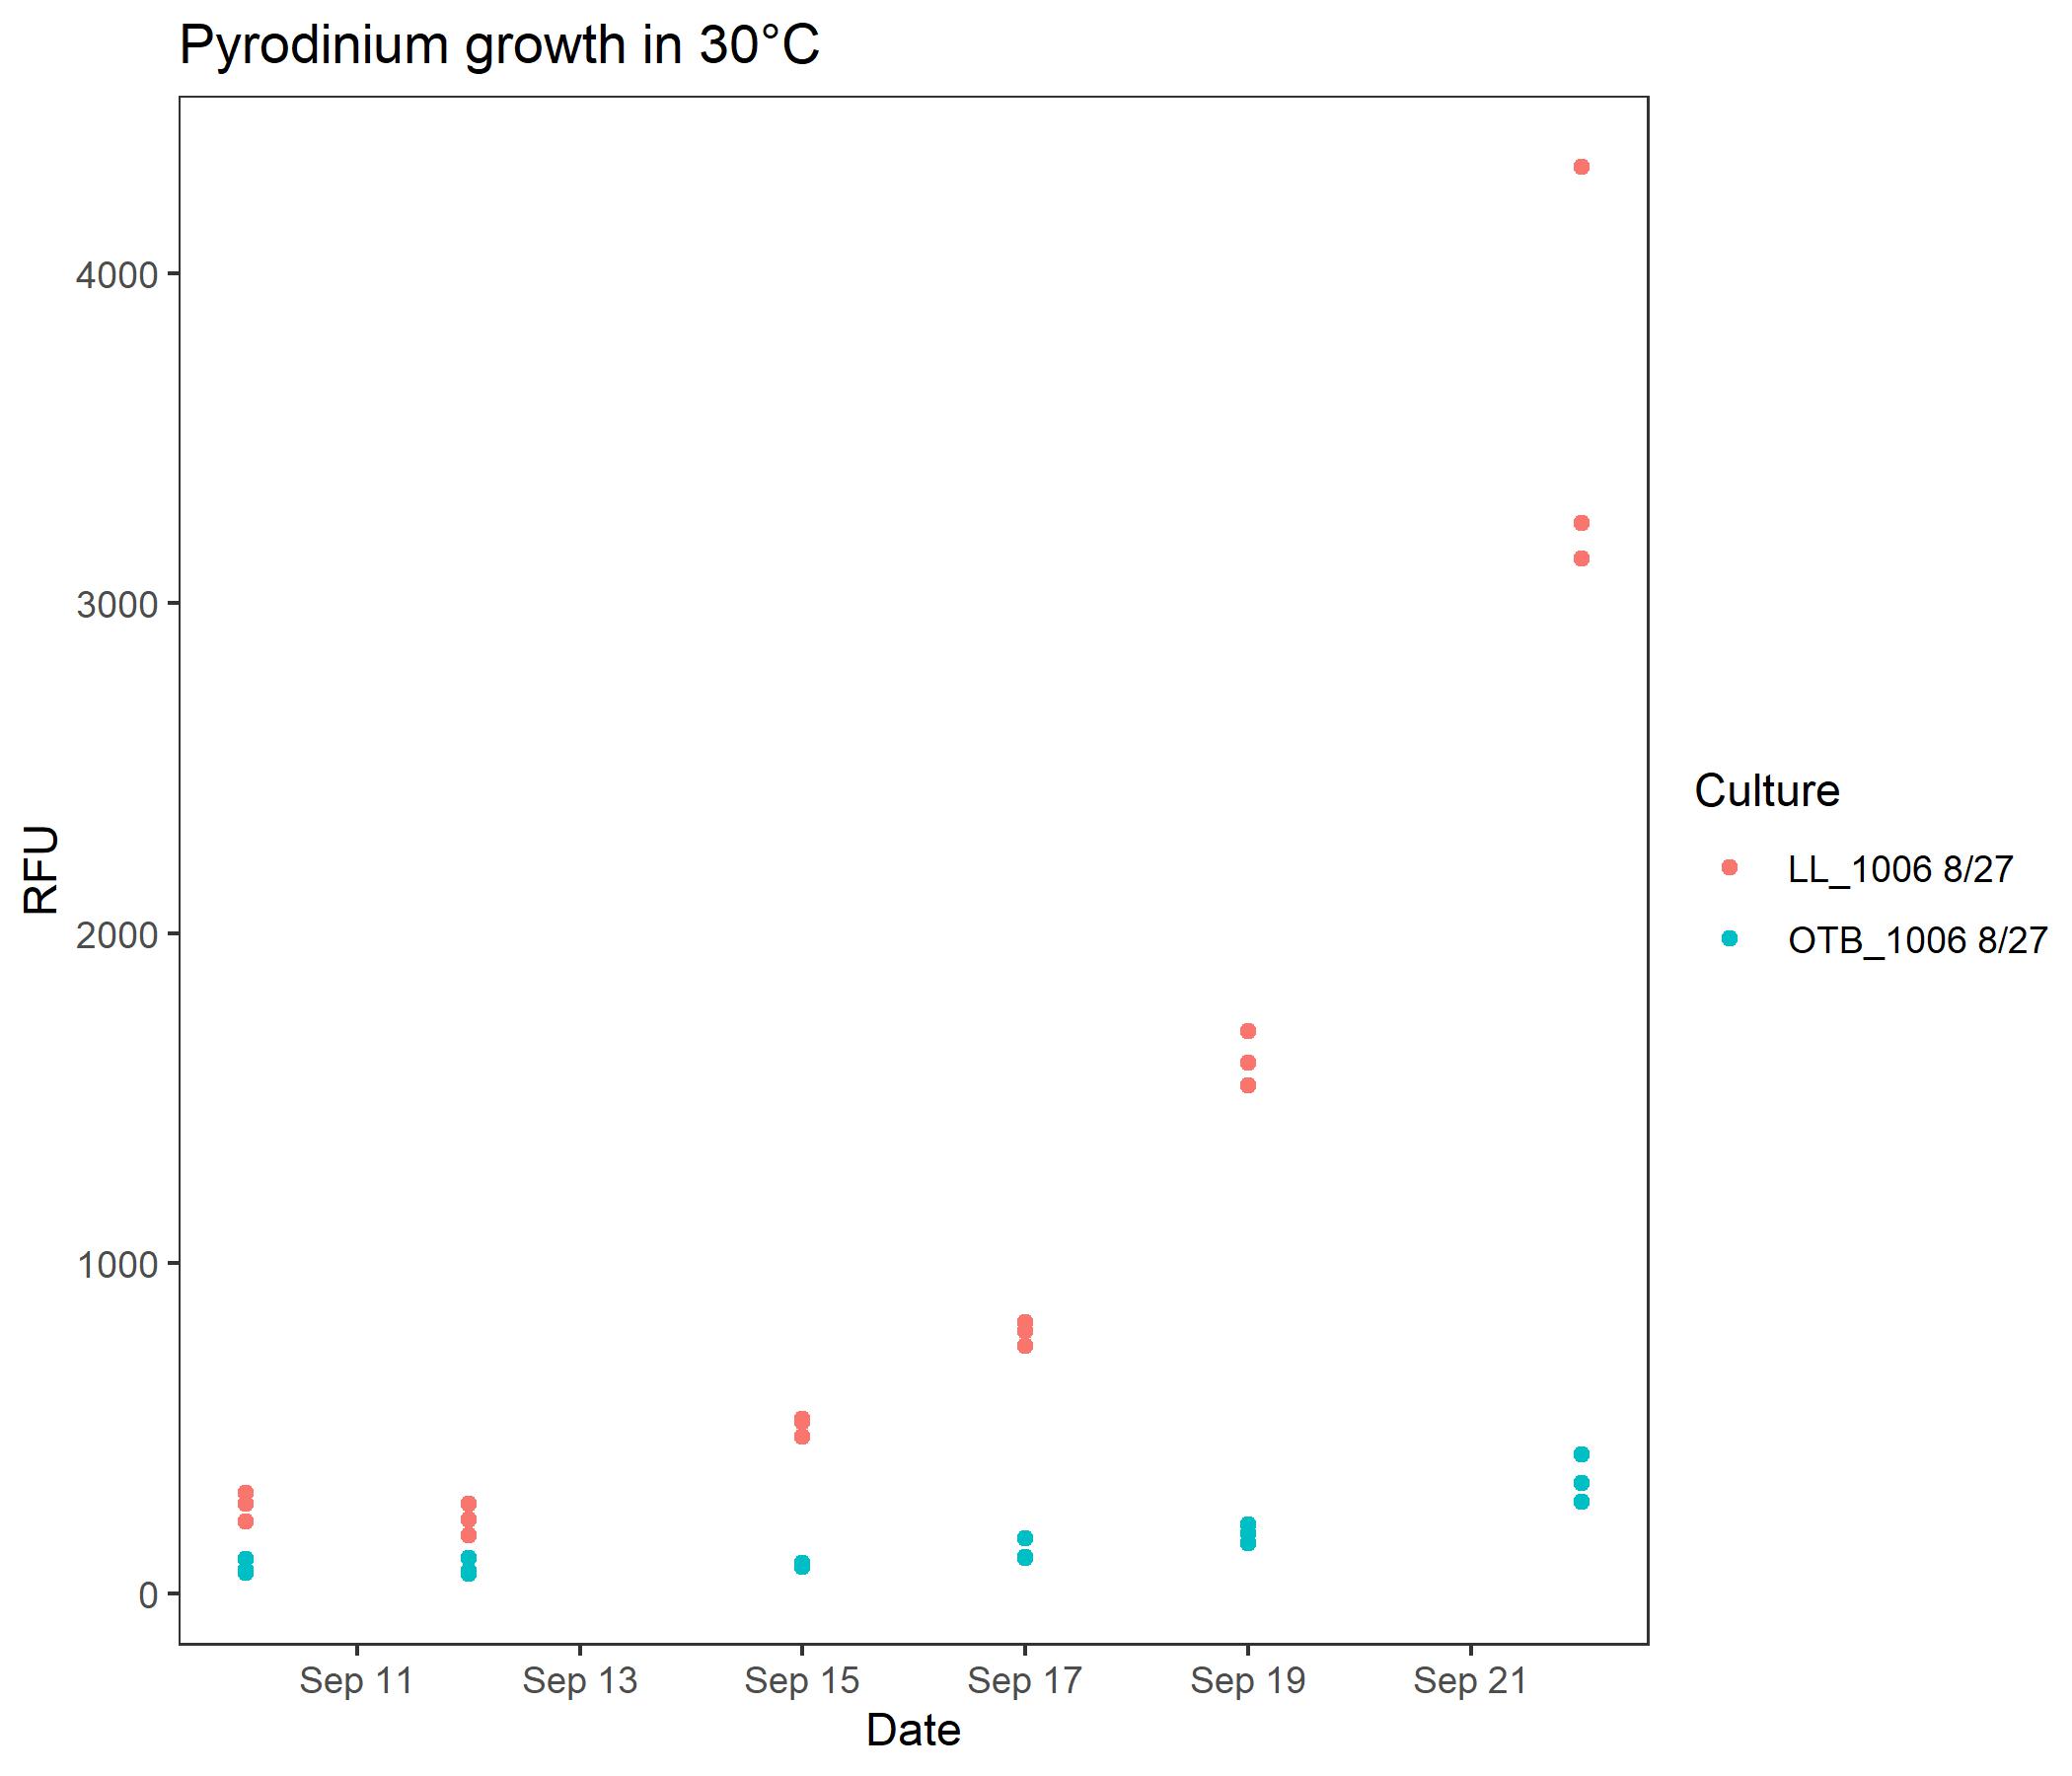 Pyrodinium growth in 30°C
RFU
4000
3000
2000
1000
0
Sep 11 Sep 13 Sep 15 Sep 17 Sep 19 Sep 21
Date
Culture
LL_1006 8/27
OTB_1006 8/27